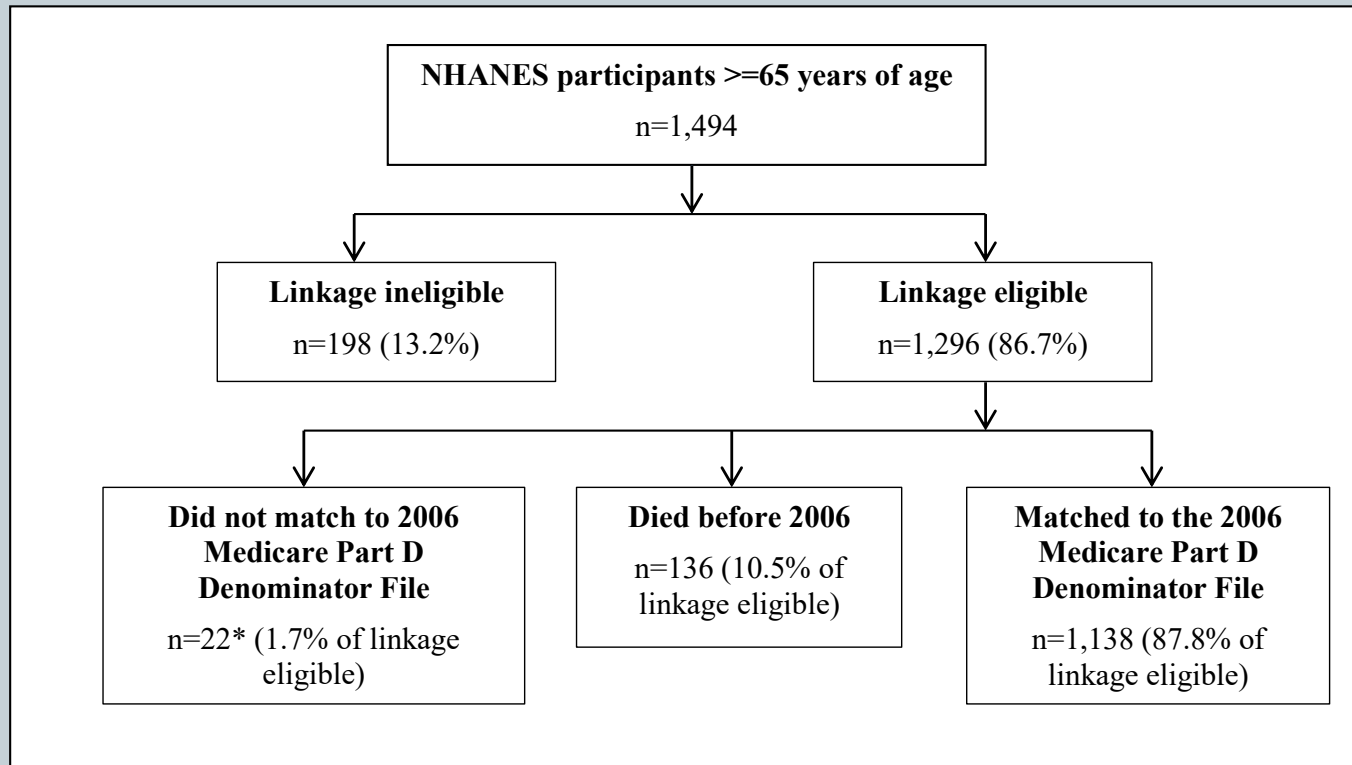 NHANES participants >=65 years of age
n=1,494
Linkage ineligible
n=198 (13.2%)
Linkage eligible
n=1,296 (86.7%)
Did not match to 2006
Medicare Part D
Denominator File
n=22* (1.7% of linkage
eligible)
Died before 2006
n=136 (10.5% of
linkage eligible)
Matched to the 2006
Medicare Part D
Denominator File
n=1,138 (87.8% of
linkage eligible)